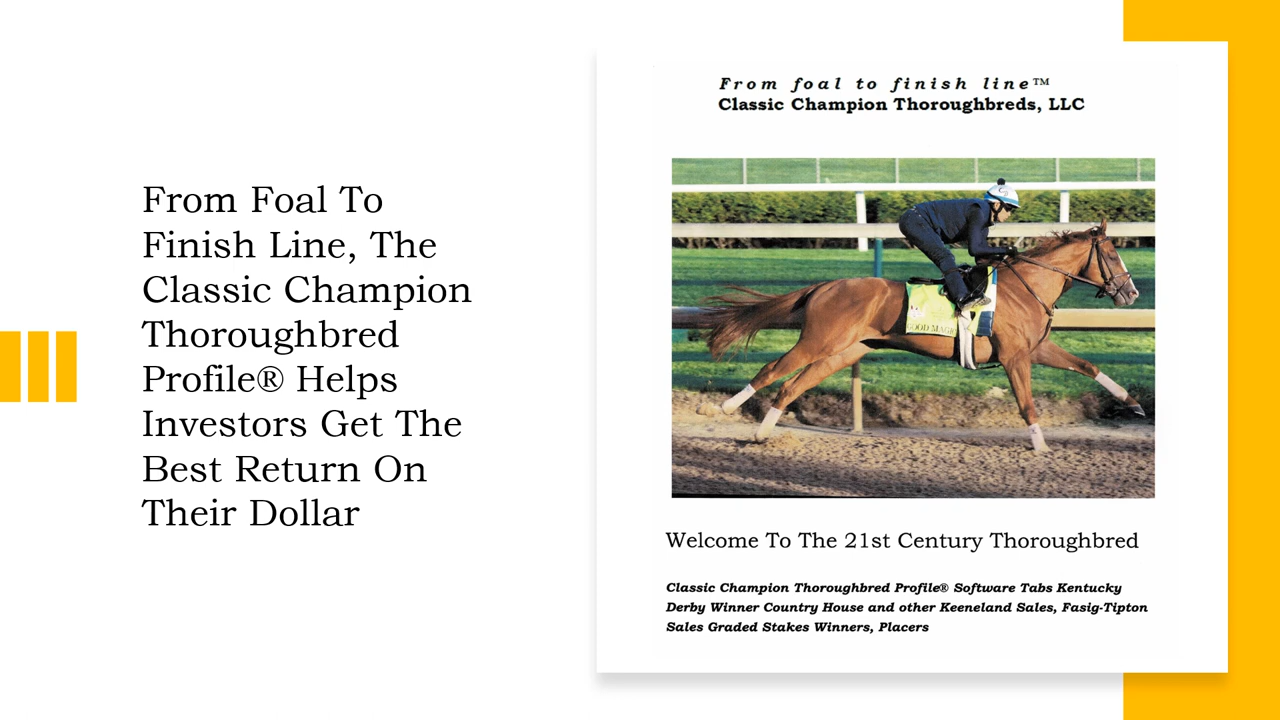 From Foal To
Finish Line, The
Classic Champion
Thoroughbred
Profile® Helps
Investors Get The
Best Return On
Their Dollar
From foal to finish line™
Classic Champion Thoroughbreds, LLC
GOOD MAGIC
Welcome To The 21st Century Thoroughbred
Classic Champion Thoroughbred Profile® Software Tabs Kentucky
Derby Winner Country House and other Keeneland Sales, Fasig-Tipton
Sales Graded Stakes Winners, Placers